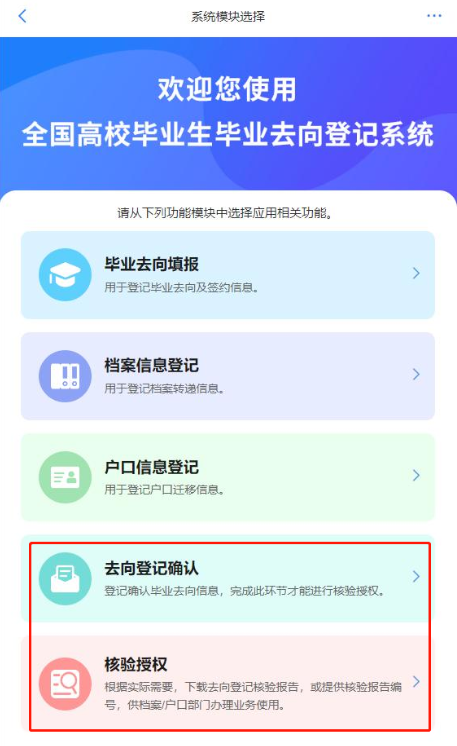 系统模块选择
欢迎您使用
全国高校毕业生毕业去向登记系统
请从下列功能模块中选择应用相关功能。
毕业去向填报
用于登记毕业去向及签约信息。
档案信息登记
用于登记档案转递信息。
户口信息登记
用于登记户口迁移信息。
去向登记确认
登记确认毕业去向信息，完成此环节才能进行核验授权。
核验授权
根据实际需要，下载去向登记核验报告，或提供核验报告编
号，供档案/户口部门办理业务使用。